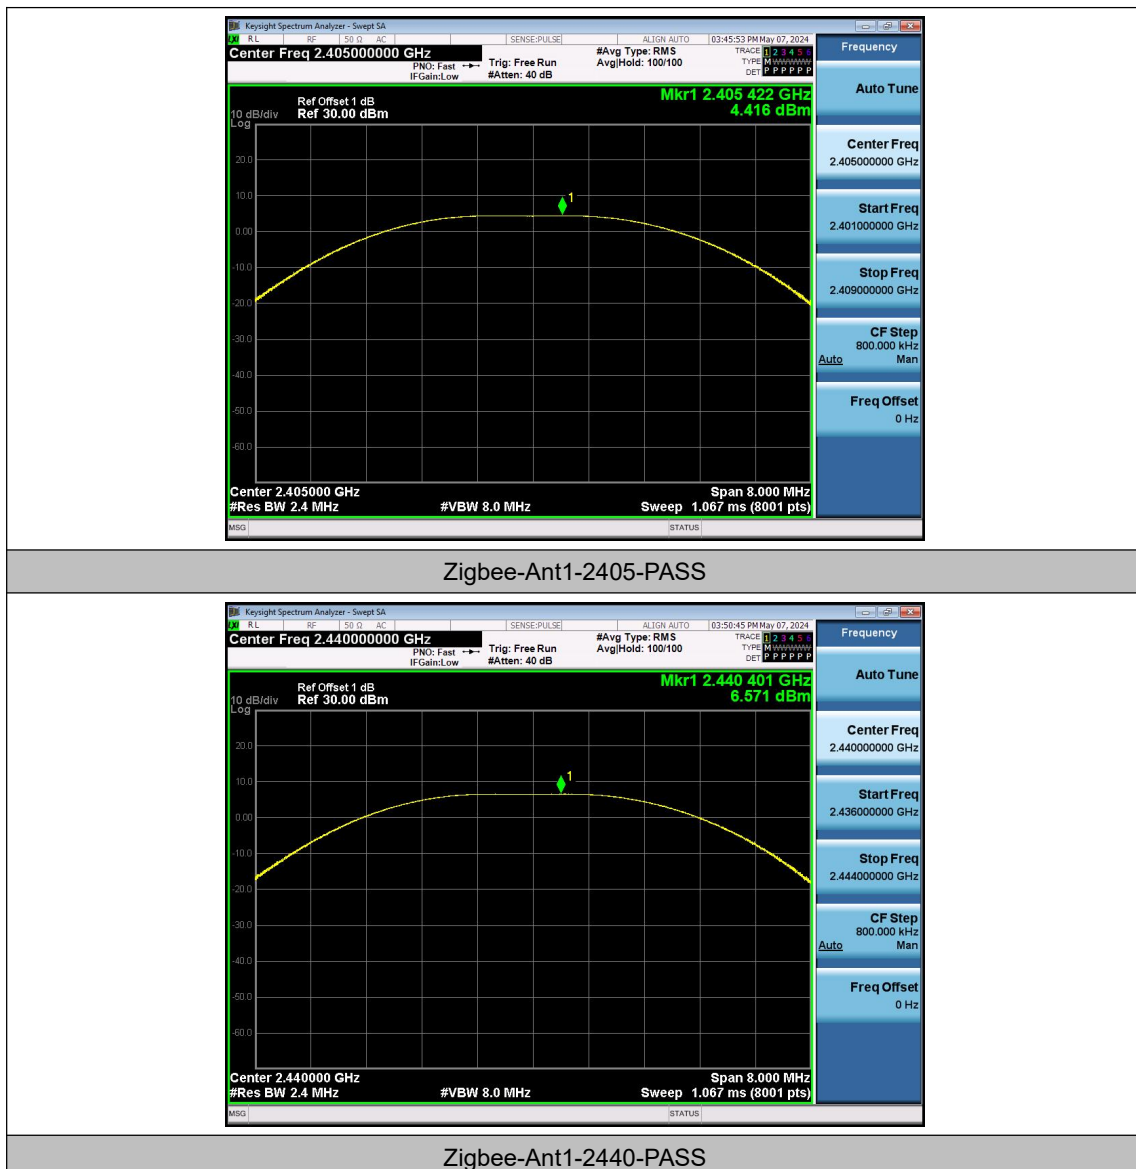 Keysight Spectrum Analyzer - Swept SA
RL RF 50 Ω AC SENSE:PULSE ALIGN AUTO 03:45:53 PM May 07, 2024
Center Freq 2.405000000 GHz
PNO: Fast
IFGain:Low
Trig: Free Run
#Atten: 40 dB
#Avg Type: RMS
Avg|Hold: 100/100
TRACE 1 2 3 4 5 6
TYPE M WWWWW
DET P P P P P P
Frequency
Mkr1 2.405 422 GHz
4.416 dBm
Ref Offset 1 dB
10 dB/div Ref 30.00 dBm
Log
20.0
10.0
0.00
-10.0
-20.0
-30.0
-40.0
-50.0
-60.0
1
Center 2.405000 GHz Span 8.000 MHz
#Res BW 2.4 MHz #VBW 8.0 MHz Sweep 1.067 ms (8001 pts)
MSG STATUS
Auto Tune
Center Freq
2.405000000 GHz
Start Freq
2.401000000 GHz
Stop Freq
2.409000000 GHz
CF Step
800.000 kHz
Auto Man
Freq Offset
0 Hz
Zigbee-Ant1-2405-PASS
Keysight Spectrum Analyzer - Swept SA
RL RF 50 Ω AC SENSE:PULSE ALIGN AUTO 03:50:45 PM May 07, 2024
Center Freq 2.440000000 GHz
PNO: Fast
IFGain:Low
Trig: Free Run
#Atten: 40 dB
#Avg Type: RMS
Avg|Hold: 100/100
TRACE 1 2 3 4 5 6
TYPE M WWWWW
DET P P P P P P
Frequency
Mkr1 2.440 401 GHz
6.571 dBm
Ref Offset 1 dB
10 dB/div Ref 30.00 dBm
Log
20.0
10.0
0.00
-10.0
-20.0
-30.0
-40.0
-50.0
-60.0
1
Center 2.440000 GHz Span 8.000 MHz
#Res BW 2.4 MHz #VBW 8.0 MHz Sweep 1.067 ms (8001 pts)
MSG STATUS
Auto Tune
Center Freq
2.440000000 GHz
Start Freq
2.436000000 GHz
Stop Freq
2.444000000 GHz
CF Step
800.000 kHz
Auto Man
Freq Offset
0 Hz
Zigbee-Ant1-2440-PASS